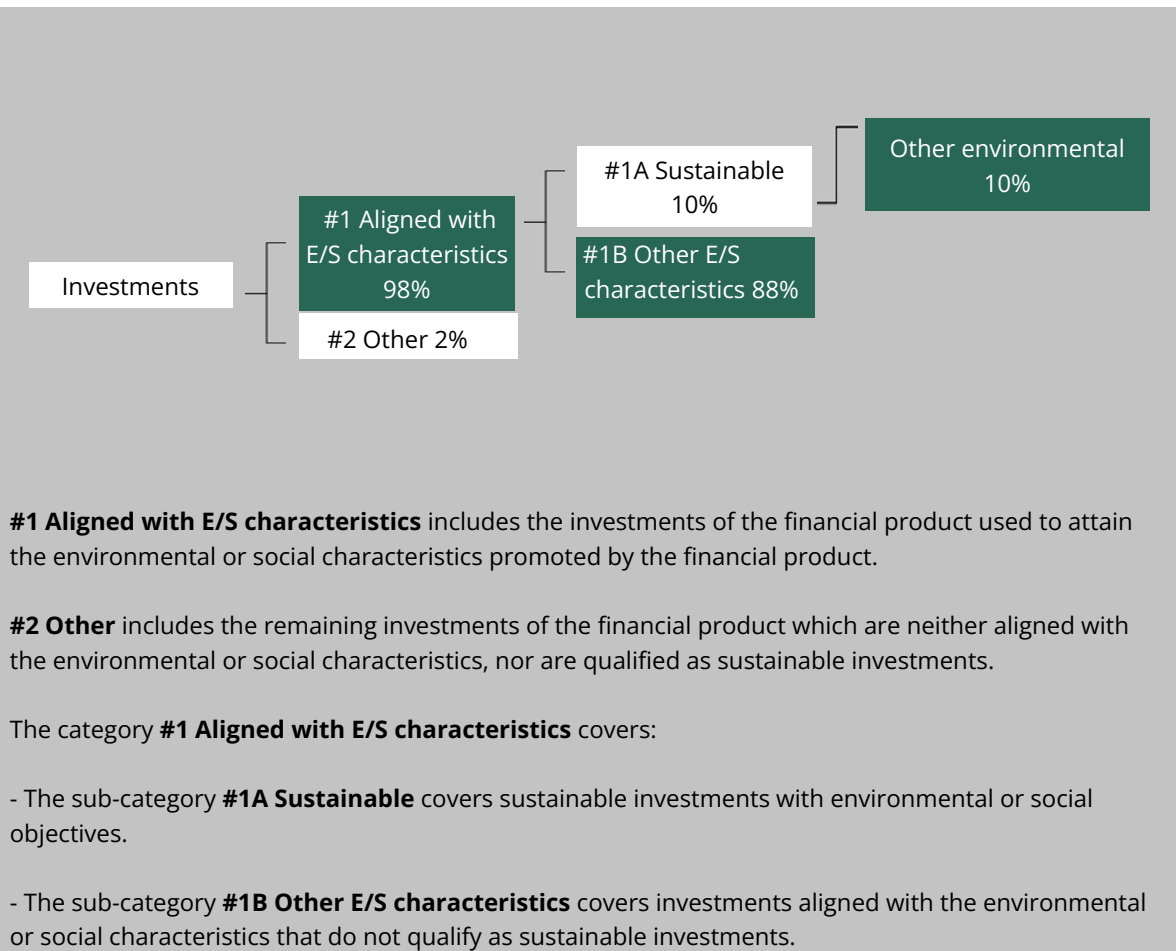 Investments
#1 Aligned with
E/S characteristics
98%
#2 Other 2%
#1A Sustainable
10%
#1B Other E/S
characteristics 88%
Other environmental
10%
#1 Aligned with E/S characteristics includes the investments of the financial product used to attain
the environmental or social characteristics promoted by the financial product.
#2 Other includes the remaining investments of the financial product which are neither aligned with
the environmental or social characteristics, nor are qualified as sustainable investments.
The category #1 Aligned with E/S characteristics covers:
- The sub-category #1A Sustainable covers sustainable investments with environmental or social
objectives.
- The sub-category #1B Other E/S characteristics covers investments aligned with the environmental
or social characteristics that do not qualify as sustainable investments.